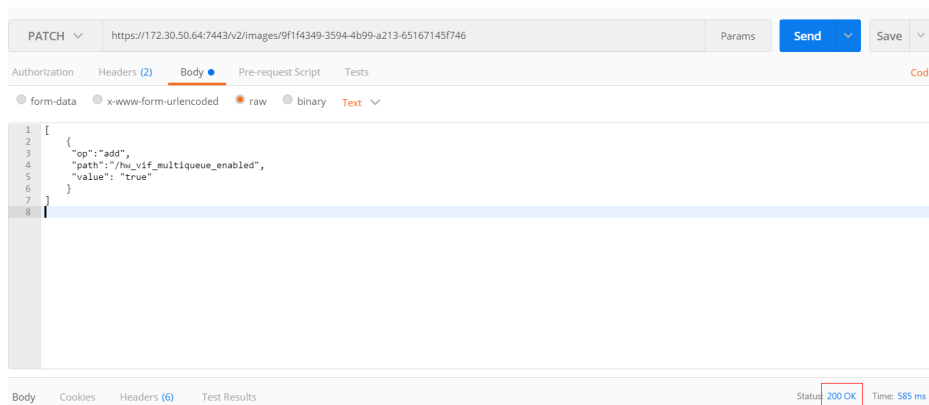 PATCH https://172.30.50.64:7443/v2/images/9f1f4349-3594-4b99-a213-65167145f746 Params Send Save
Authorization Headers (2) Body Pre-request Script Tests Cod
form-data x-www-form-urlencoded raw binary Text
1 [
2 {
3 "op":"add",
4 "path":"/hw_vif_multiqueue_enabled",
5 "value": "true"
6 }
7 ]
8
Body Cookies Headers (6) Test Results Status: 200 OK Time: 585 ms